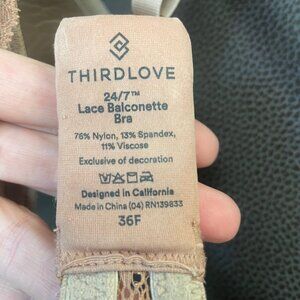 THIRDLOVE
24/7™
Lace Balconette
Bra
76% Nylon, 13% Spandex,
11% Viscose
Exclusive of decoration
Designed in California
Made in China (04) RN139833
36F